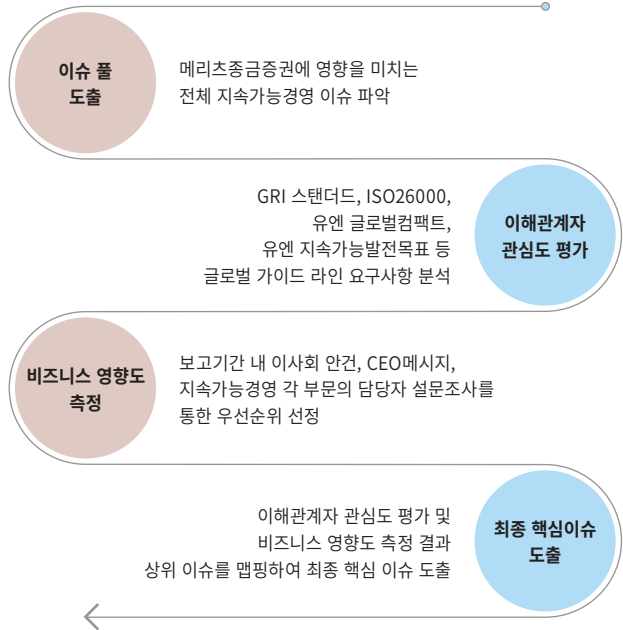 이슈 풀
도출
메리츠종금증권에 영향을 미치는
전체 지속가능경영 이슈 파악
GRI 스탠더드, ISO26000,
유엔 글로벌컴팩트,
유엔 지속가능발전목표 등
글로벌 가이드 라인 요구사항 분석
이해관계자
관심도 평가
비즈니스 영향도
측정
보고기간 내 이사회 안건, CEO메시지,
지속가능경영 각 부문의 담당자 설문조사를
통한 우선순위 선정
이해관계자 관심도 평가 및
비즈니스 영향도 측정 결과
상위 이슈를 맵핑하여 최종 핵심 이슈 도출
최종 핵심이슈
도출